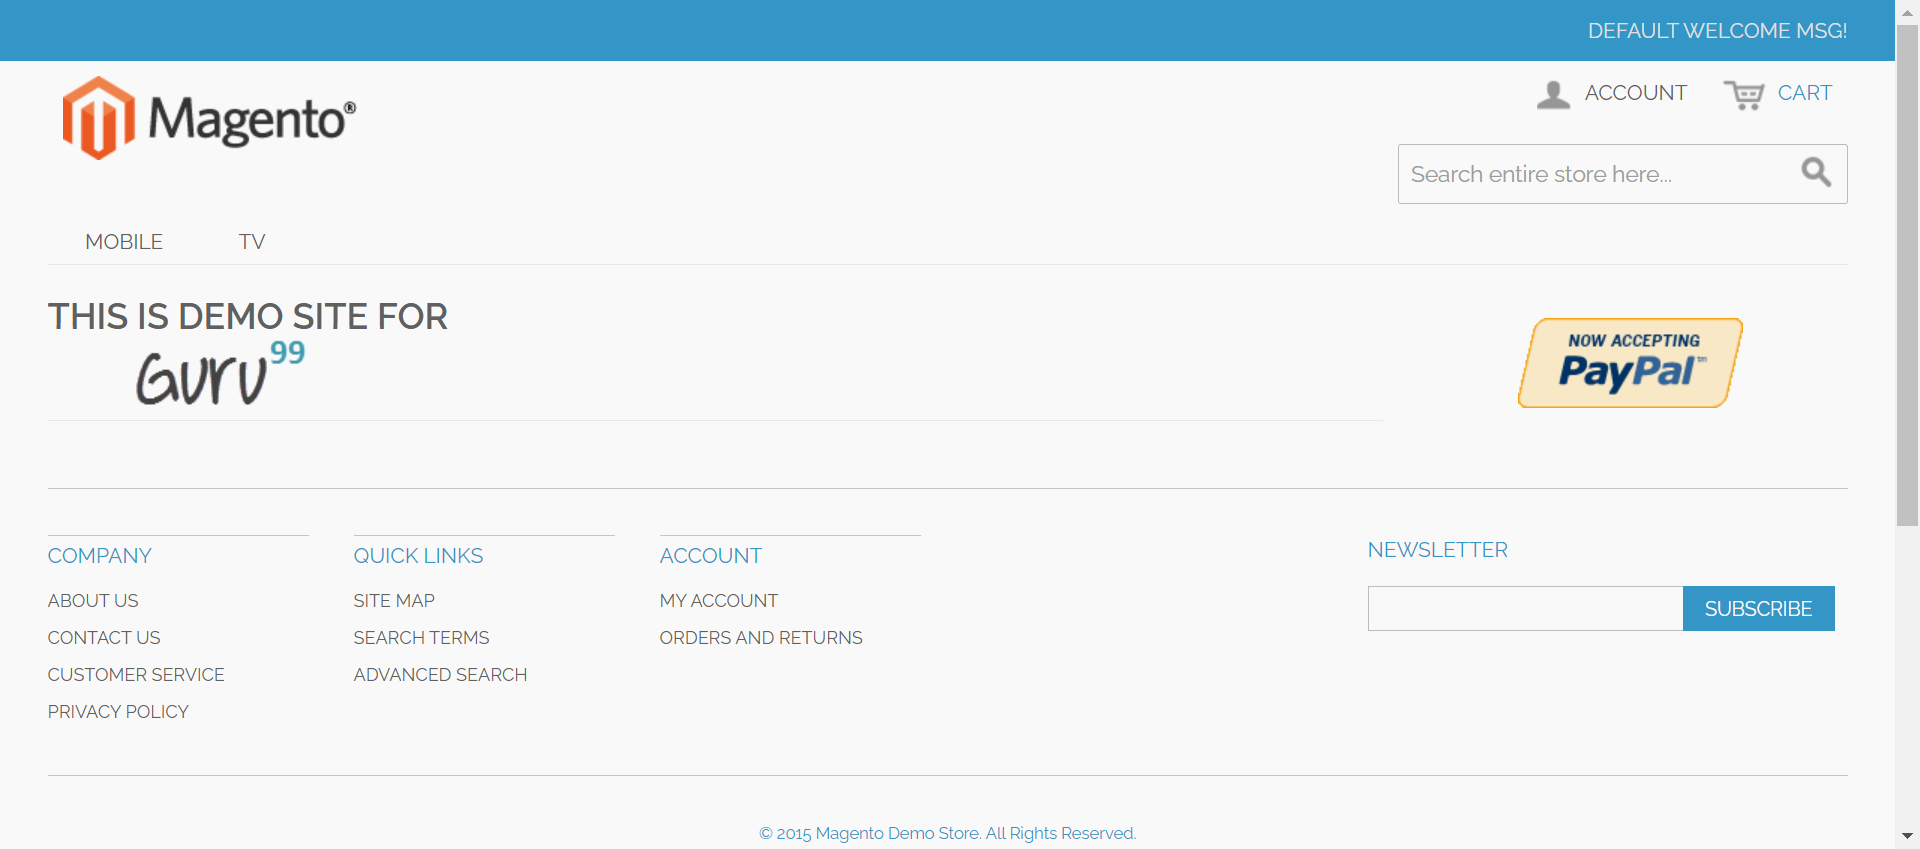 DEFAULT WELCOME MSG!
Magento®
ACCOUNT
CART
Search entire store here...
MOBILE
TV
THIS IS DEMO SITE FOR
Guru99
NOW ACCEPTING
PayPal™
COMPANY
ABOUT US
CONTACT US
CUSTOMER SERVICE
PRIVACY POLICY
QUICK LINKS
SITE MAP
SEARCH TERMS
ADVANCED SEARCH
ACCOUNT
MY ACCOUNT
ORDERS AND RETURNS
NEWSLETTER
SUBSCRIBE
© 2015 Magento Demo Store. All Rights Reserved.